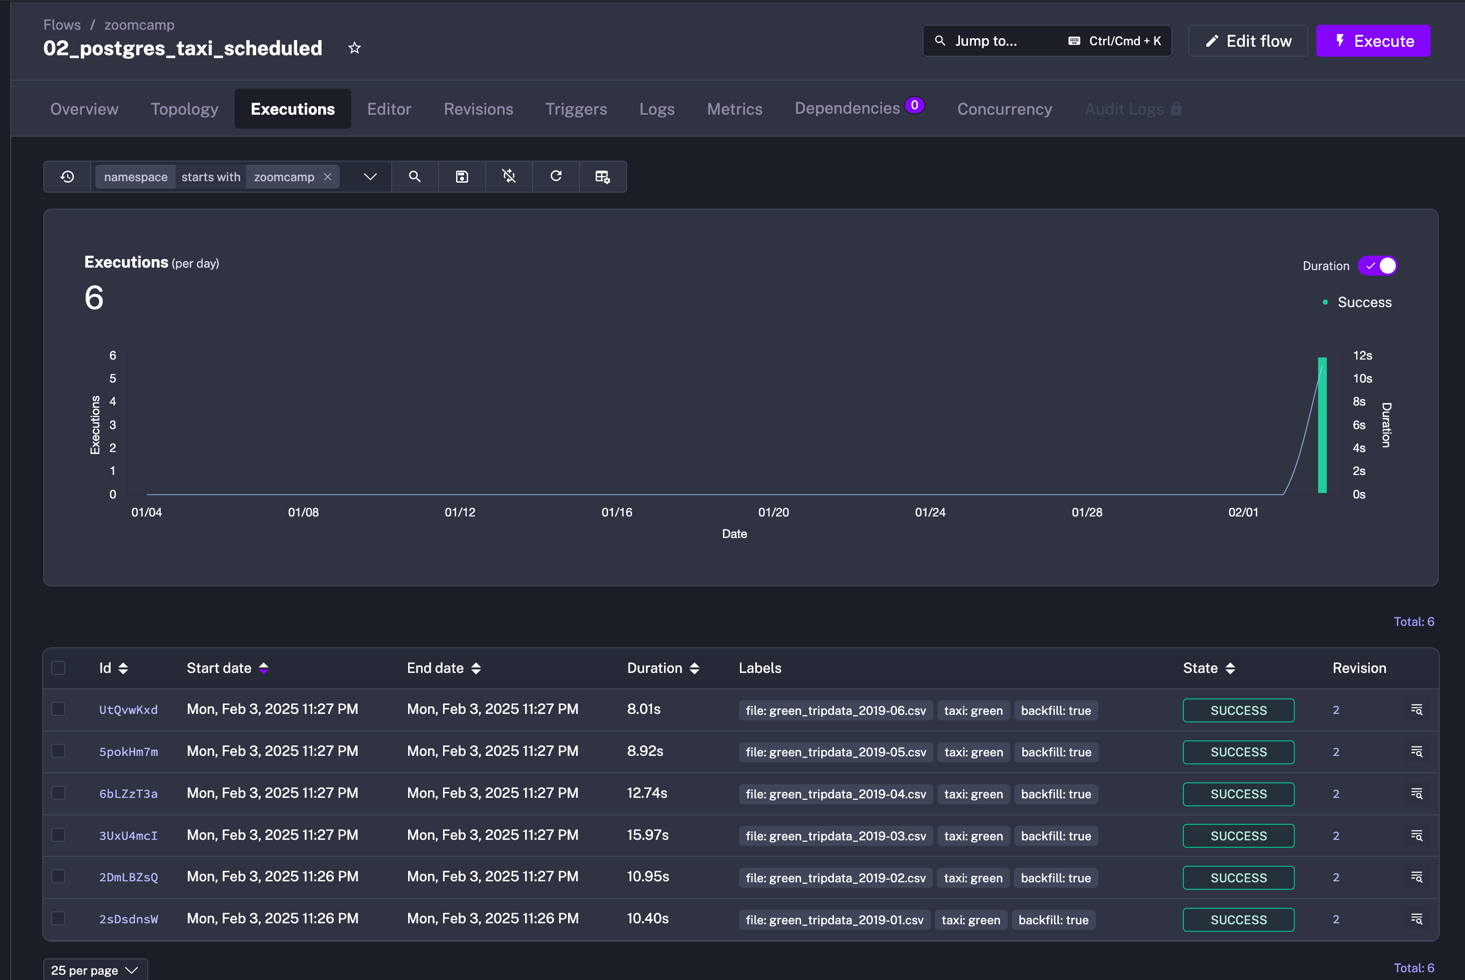 Flows / zoomcamp
02_postgres_taxi_scheduled
Jump to... Ctrl/Cmd + K Edit flow Execute
Overview Topology Executions Editor Revisions Triggers Logs Metrics Dependencies 0 Concurrency Audit Logs
namespace starts with zoomcamp
Executions (per day)
6
Duration
Success
6
5
4
3
2
1
0
Executions
12s
10s
8s
6s
4s
2s
0s
Duration
01/04 01/08 01/12 01/16 01/20 01/24 01/28 02/01
Date
Total: 6
Id Start date End date Duration Labels State Revision
UtQvwKxd Mon, Feb 3, 2025 11:27 PM Mon, Feb 3, 2025 11:27 PM 8.01s file: green_tripdata_2019-06.csv taxi: green backfill: true SUCCESS 2
5pokHm7m Mon, Feb 3, 2025 11:27 PM Mon, Feb 3, 2025 11:27 PM 8.92s file: green_tripdata_2019-05.csv taxi: green backfill: true SUCCESS 2
6bLZzT3a Mon, Feb 3, 2025 11:27 PM Mon, Feb 3, 2025 11:27 PM 12.74s file: green_tripdata_2019-04.csv taxi: green backfill: true SUCCESS 2
3UxU4mcI Mon, Feb 3, 2025 11:27 PM Mon, Feb 3, 2025 11:27 PM 15.97s file: green_tripdata_2019-03.csv taxi: green backfill: true SUCCESS 2
2DmLBZsQ Mon, Feb 3, 2025 11:26 PM Mon, Feb 3, 2025 11:27 PM 10.95s file: green_tripdata_2019-02.csv taxi: green backfill: true SUCCESS 2
2sDsdnsW Mon, Feb 3, 2025 11:26 PM Mon, Feb 3, 2025 11:26 PM 10.40s file: green_tripdata_2019-01.csv taxi: green backfill: true SUCCESS 2
25 per page Total: 6